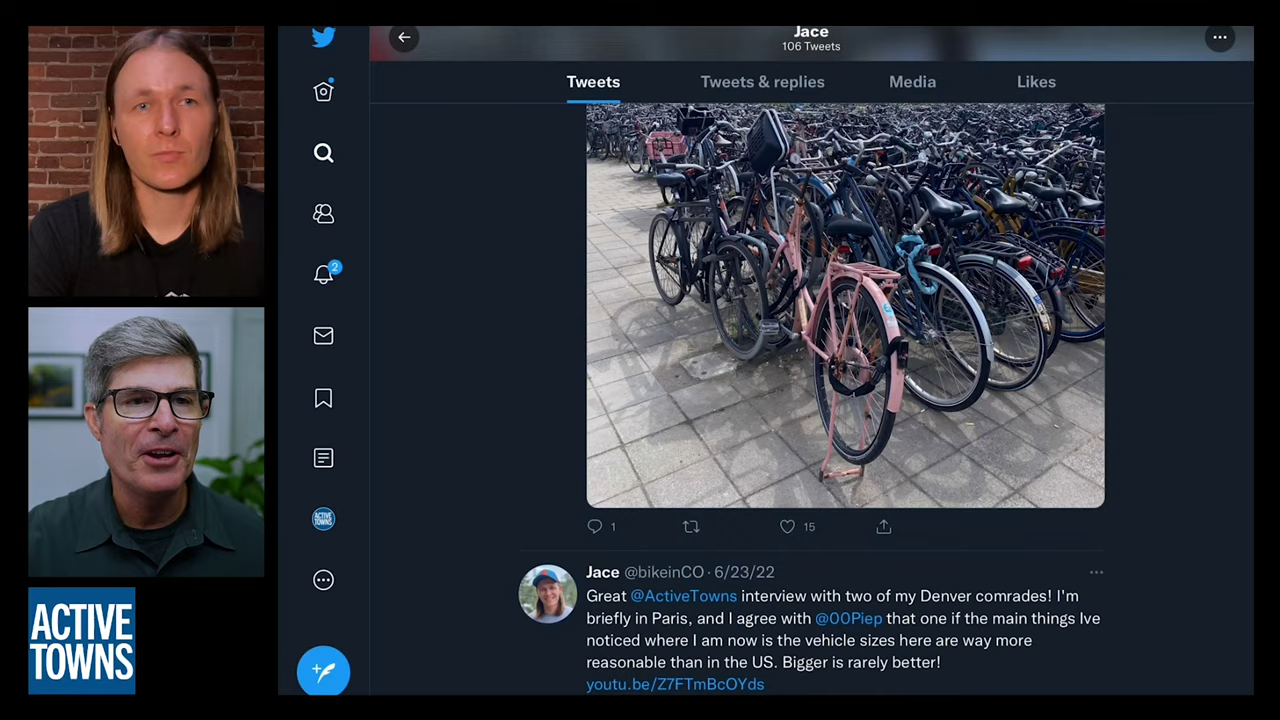 Jace
106 Tweets
Tweets
Tweets & replies
Media
Likes
2
ACTIVE
TOWNS
1
15
Jace @bikeinCO · 6/23/22
Great @ActiveTowns interview with two of my Denver comrades! I'm
briefly in Paris, and I agree with @00Piep that one if the main things Ive
noticed where I am now is the vehicle sizes here are way more
reasonable than in the US. Bigger is rarely better!
youtu.be/Z7FTmBcOYds
ACTIVE
TOWNS